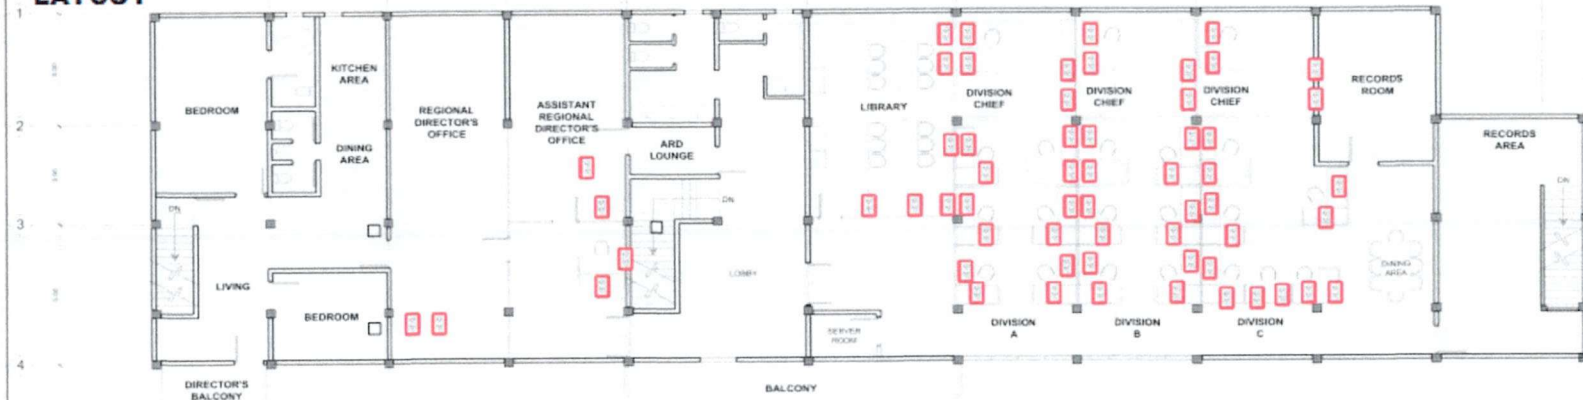 LAYOUT
1
2
3
4
BEDROOM
KITCHEN
AREA
DINING
AREA
REGIONAL
DIRECTOR'S
OFFICE
ASSISTANT
REGIONAL
DIRECTOR'S
OFFICE
ARD
LOUNGE
LIBRARY
DIVISION
CHIEF
DIVISION
CHIEF
DIVISION
CHIEF
RECORDS
ROOM
RECORDS
AREA
DN
DN
DN
LIVING
BEDROOM
LOBBY
SERVER
ROOM
DIVISION
A
DIVISION
B
DIVISION
C
DINING
AREA
DIRECTOR'S
BALCONY
BALCONY